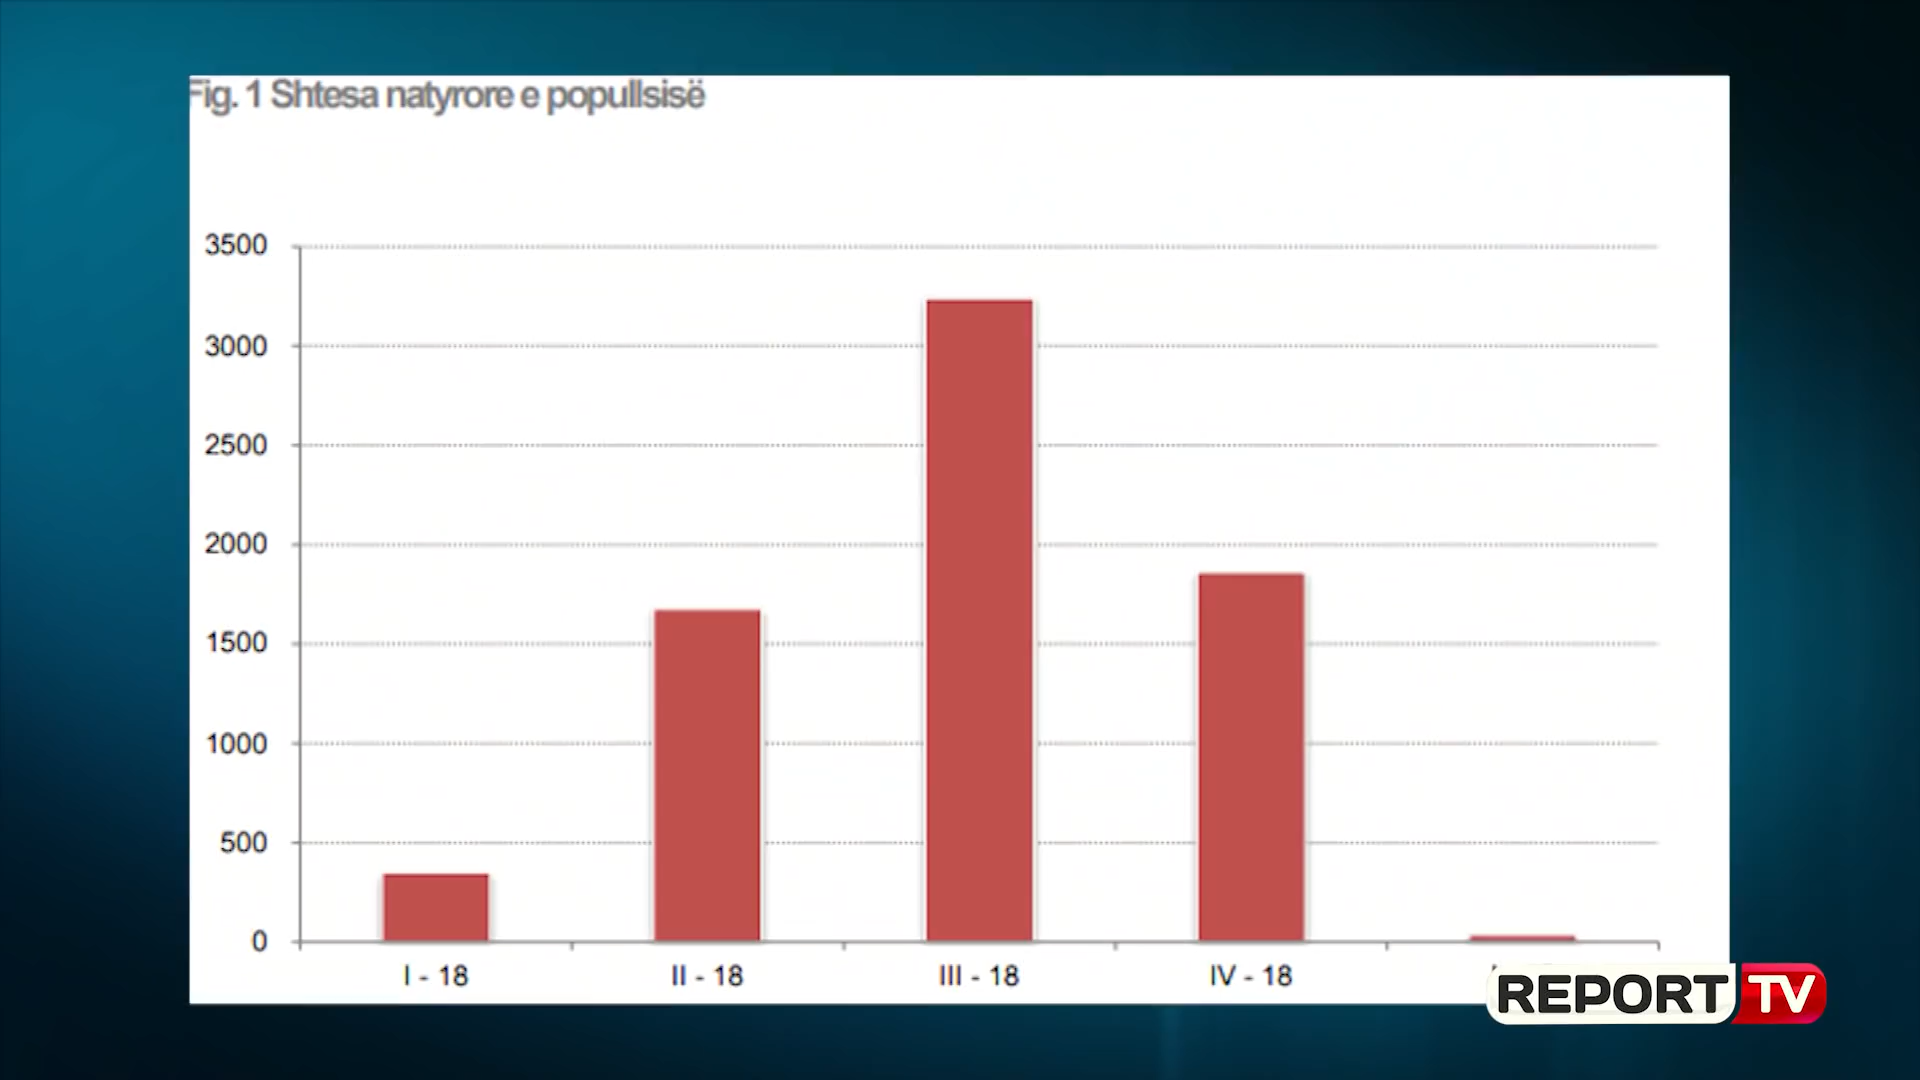 Fig. 1 Shtesa natyrore e popullsisë
3500
3000
2500
2000
1500
1000
500
0
I - 18
II - 18
III - 18
IV - 18
REPORT TV